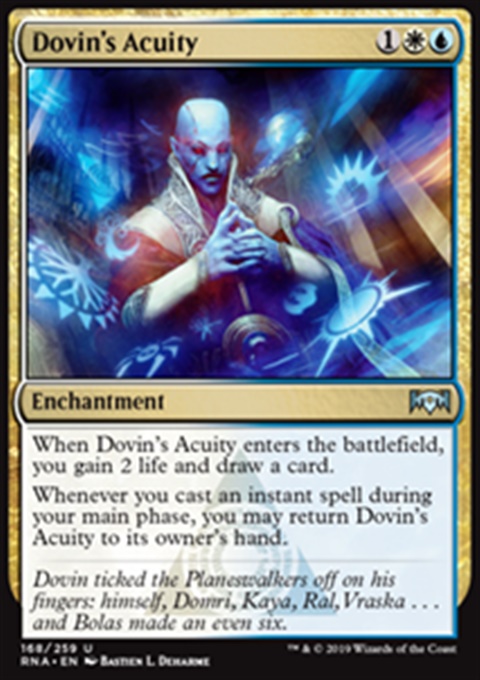 Dovin's Acuity 1
Enchantment
When Dovin's Acuity enters the battlefield,
you gain 2 life and draw a card.
Whenever you cast an instant spell during
your main phase, you may return Dovin's
Acuity to its owner's hand.
Dovin ticked the Planeswalkers off on his
fingers: himself, Domri, Kaya, Ral, Vraska . . .
and Bolas made an even six.
168/259 U
RNA • EN Bastien L. Deharme
™ & © 2019 Wizards of the Coast